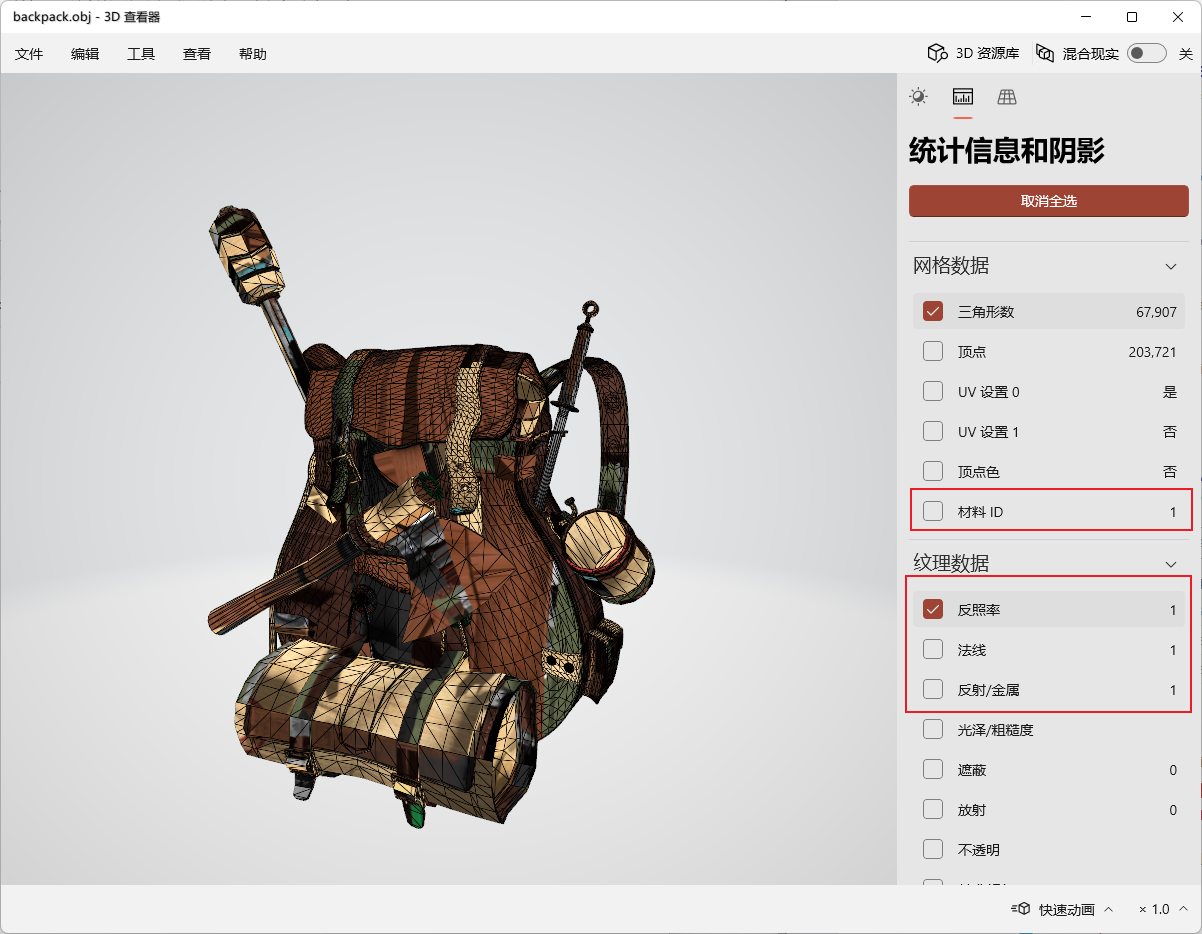 backpack.obj - 3D 查看器
文件 编辑 工具 查看 帮助 3D 资源库 混合现实 关
统计信息和阴影
取消全选
网格数据
三角形数 67,907
顶点 203,721
UV 设置 0 是
UV 设置 1 否
顶点色 否
材料 ID 1
纹理数据
反照率 1
法线 1
反射/金属 1
光泽/粗糙度
遮蔽 0
放射 0
不透明
快速动画 × 1.0